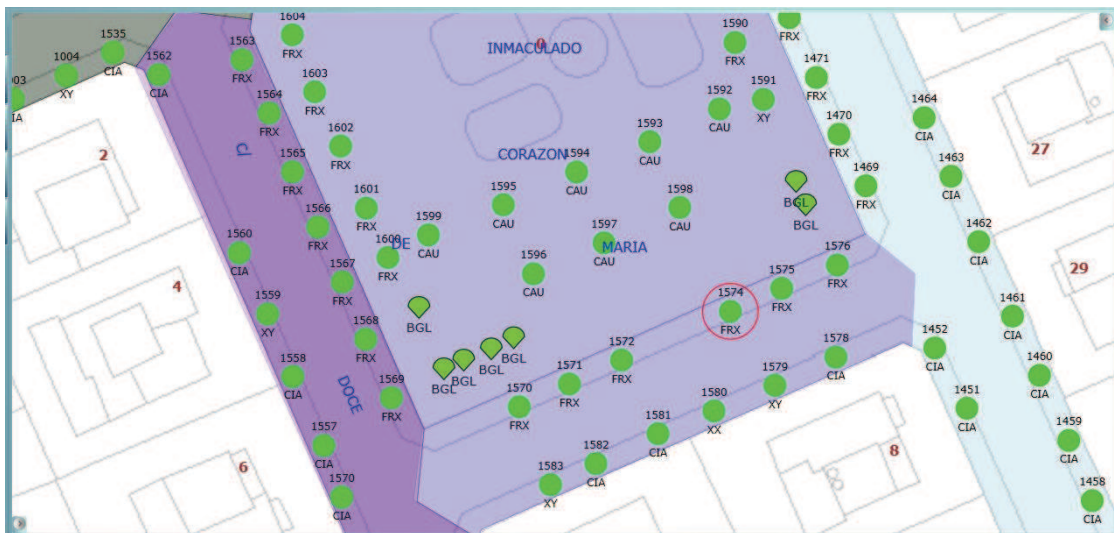 1604
FRX
1590
FRX
FRX
1535
CIA
1004
XY
1562
CIA
1563
FRX
INMACULADO
0
003
IA
1603
FRX
1592
CAU
1591
XY
1471
FRX
1564
FRX
1464
CIA
1602
FRX
1593
CAU
1470
FRX
27
C/
2
CORAZON
1565
FRX
1594
CAU
1463
CIA
1469
FRX
BGL
BGL
1601
FRX
1595
CAU
1598
CAU
1566
FRX
1599
CAU
1597
CAU
MARIA
1462
CIA
1600
DE
FRX
1560
CIA
1596
CAU
1576
FRX
29
1567
FRX
1575
FRX
4
1559
XY
BGL
1574
FRX
1461
CIA
1568
FRX
BGL
BGL
BGL
BGL
1572
FRX
1578
CIA
1452
CIA
1558
CIA
1571
FRX
1579
XY
1460
CIA
DOCE
1569
FRX
1570
FRX
1580
XX
1451
CIA
1557
CIA
1581
CIA
1459
CIA
8
6
1582
CIA
1570
CIA
1583
XY
1458
CIA